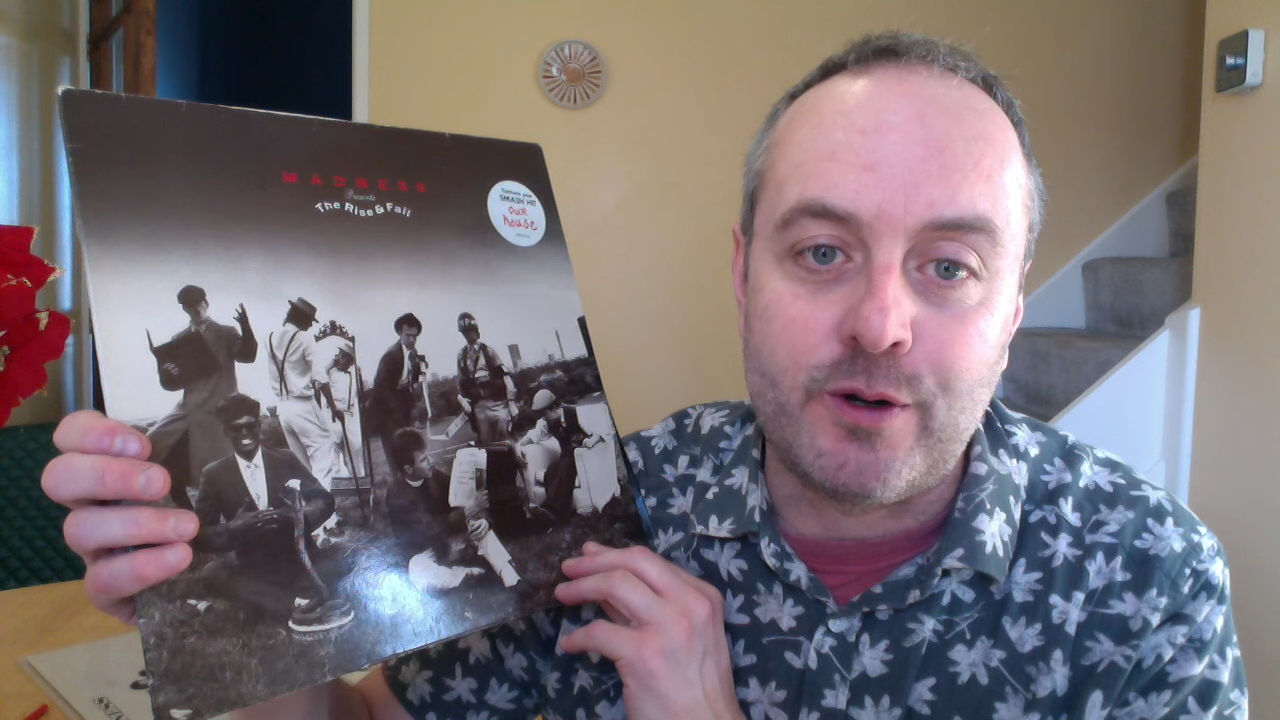 MADNESS
Presents
The Rise & Fall
SMASH HIT
OUR
HOUSE